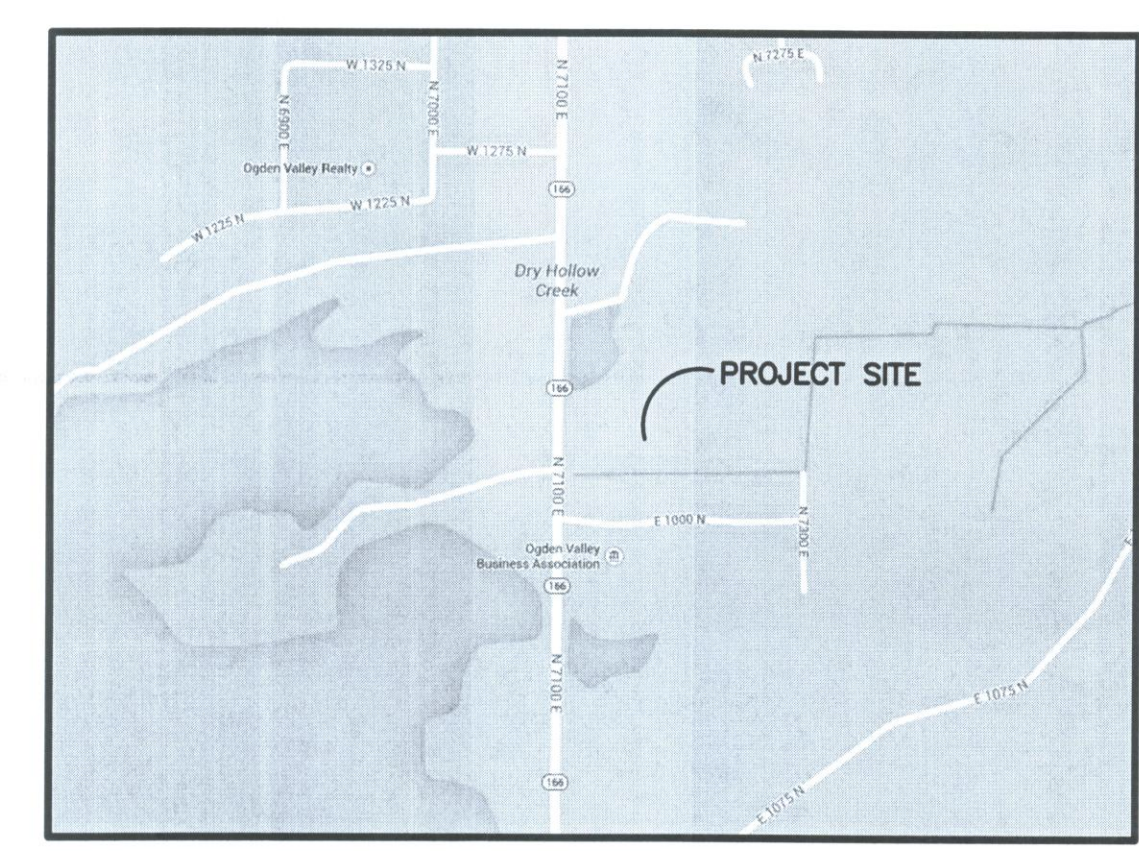 W 1325 N
N 7275 E
N 6900 E
N 7000 E
N 7100 E
W 1275 N
Ogden Valley Realty
166
W 1225 N
W 1225 N
Dry Hollow
Creek
PROJECT SITE
166
N 7100 E
E 1000 N
N 7300 E
Ogden Valley
Business Association
166
N 7100 E
E 1075 N
166
E 1075 N